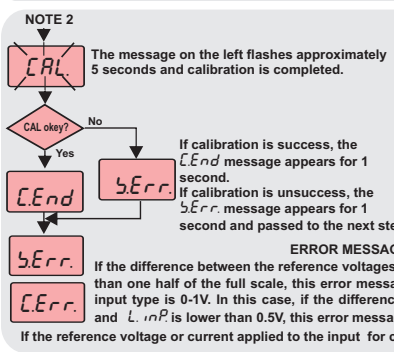 NOTE 2
CAL.
The message on the left flashes approximately
5 seconds and calibration is completed.
CAL okey?
No
Yes
If calibration is success, the
C.End message appears for 1
second.
If calibration is unsuccess, the
S.Err. message appears for 1
second and passed to the next
C.End
S.Err.
ERROR
S.Err.
If the difference between the reference voltages
than one half of the full scale, this error
C.Err.
input type is 0-1V. In this case, if the
and L.inP. is lower than 0.5V, this error
If the reference voltage or current applied to the input for